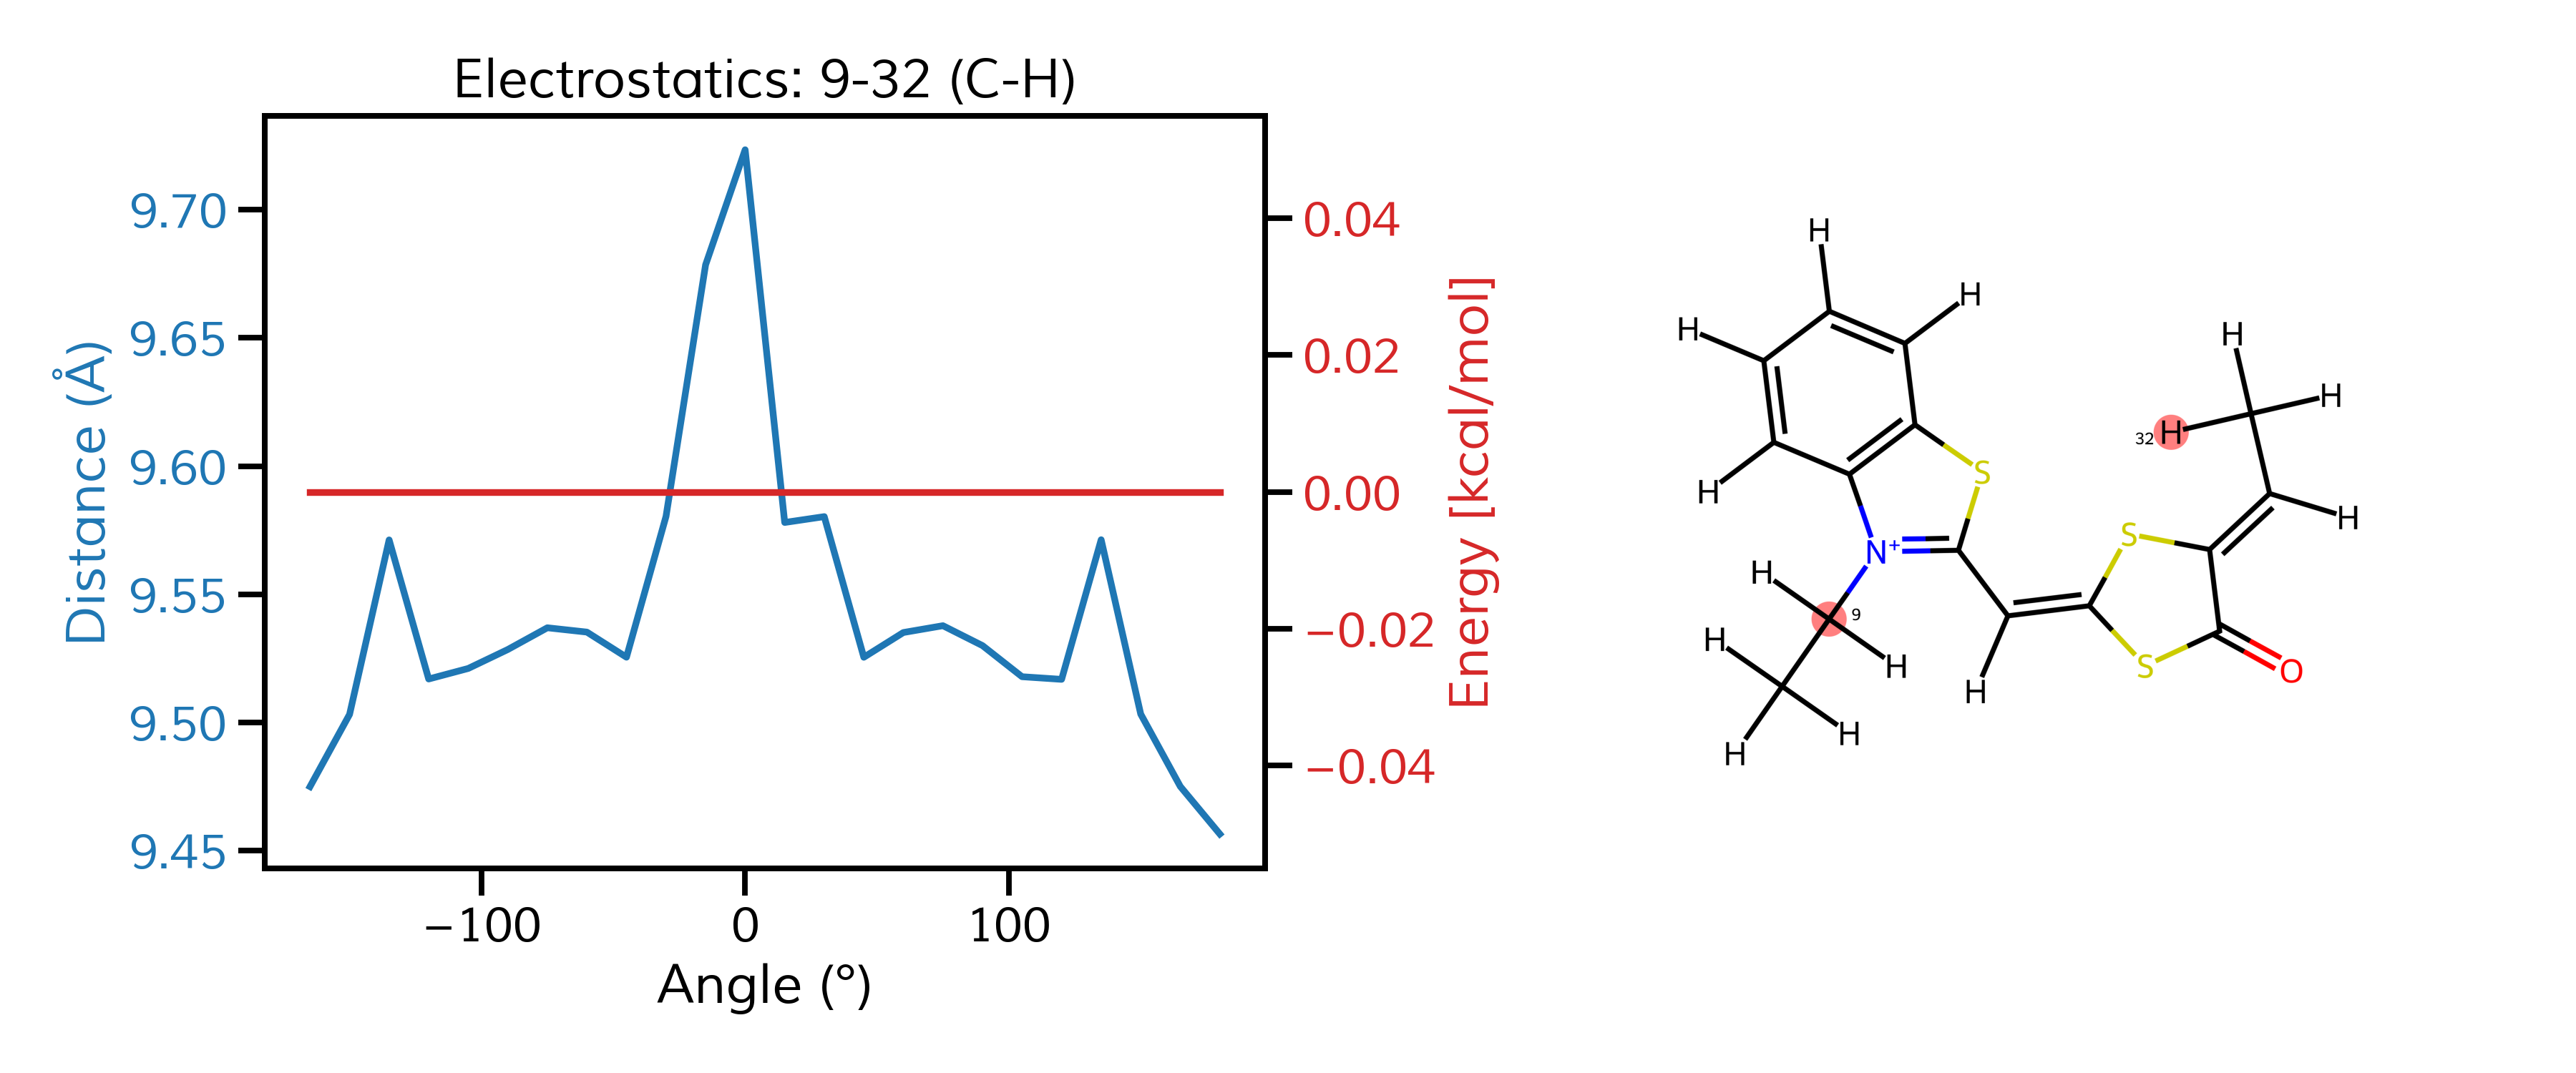 Electrostatics: 9-32 (C-H)
Distance (Å)
9.70
9.65
9.60
9.55
9.50
9.45
−100
0
100
Angle (°)
0.04
0.02
0.00
−0.02
−0.04
Energy [kcal/mol]
H
H
H
H
H
H
32 H
S
H
S
N+
H
9
H
H
S
O
H
H
H